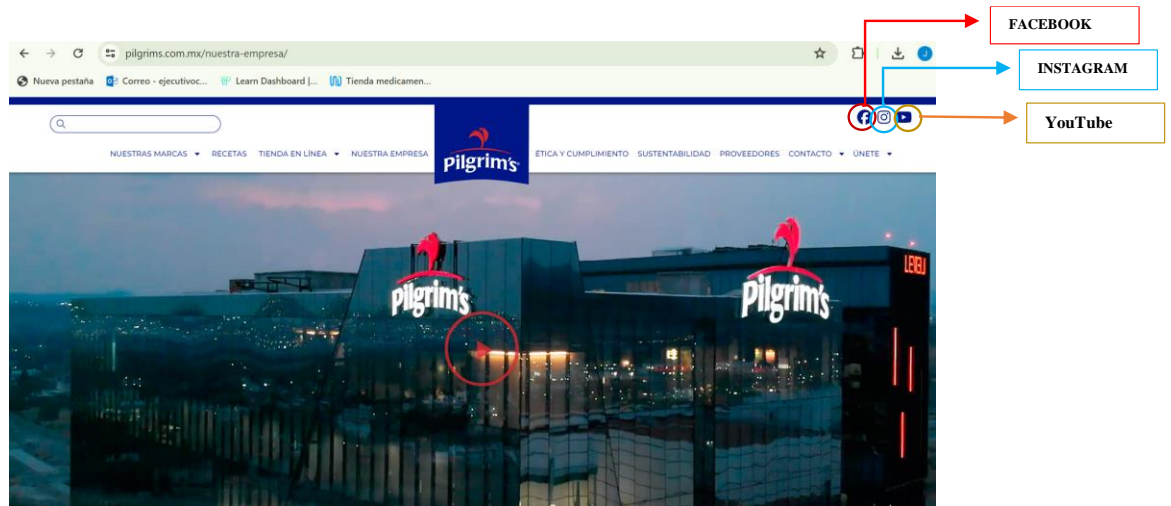 FACEBOOK
pilgrims.com.mx/nuestra-empresa/
INSTAGRAM
Nueva pestaña Correo - ejecutivoc... Learn Dashboard |... Tienda medicamen...
YouTube
NUESTRAS MARCAS RECETAS TIENDA EN LÍNEA NUESTRA EMPRESA Pilgrim's ÉTICA Y CUMPLIMIENTO SUSTENTABILIDAD PROVEEDORES CONTACTO ÚNETE
LEVEL
Pilgrim's Pilgrim's